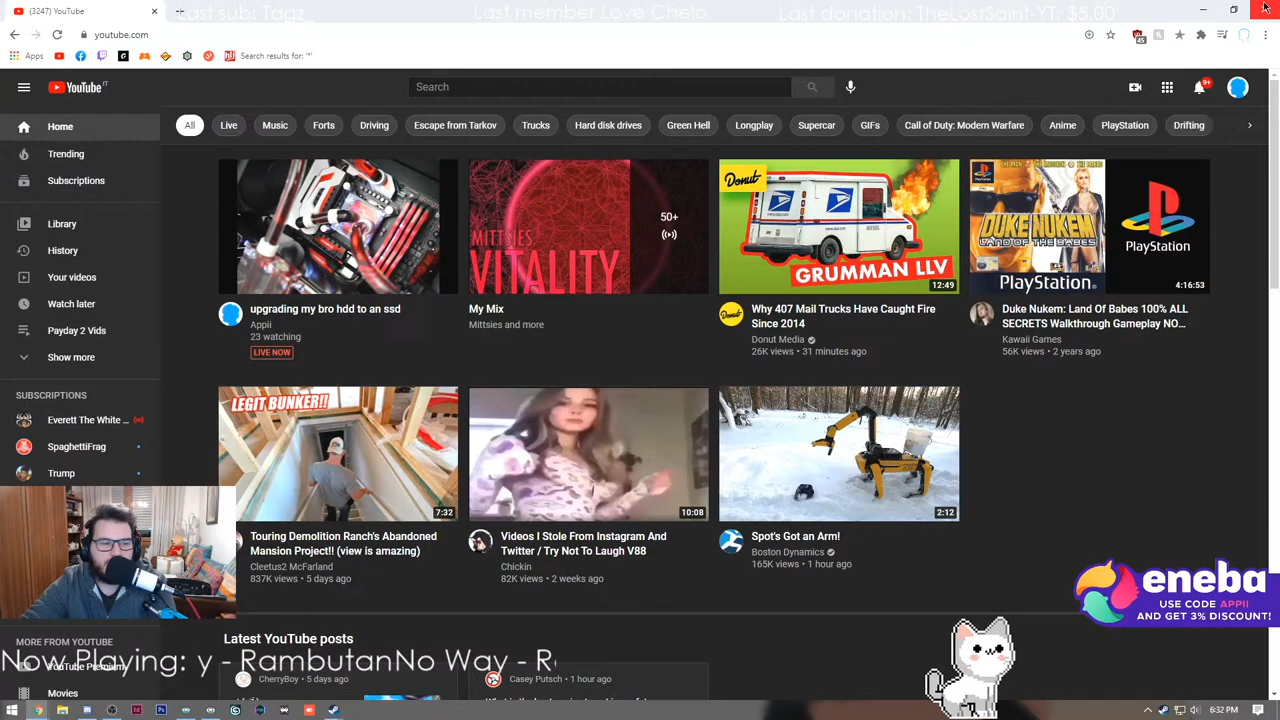 (3247) YouTube
Last sub: Tagz_
Last member Love Chelo
Last donation: TheLostSaint-YT: $5.00
youtube.com
45
Apps
Search results for: '*'
YouTube IT
Search
9+
All
Live
Music
Forts
Driving
Escape from Tarkov
Trucks
Hard disk drives
Green Hell
Longplay
Supercar
GIFs
Call of Duty: Modern Warfare
Anime
PlayStation
Drifting
Home
Trending
Subscriptions
Library
History
Your videos
Watch later
Payday 2 Vids
Show more
SUBSCRIPTIONS
Everett The White ...
SpaghettiFrag
Trump
MORE FROM YOUTUBE
YouTube Premium
Movies
upgrading my bro hdd to an ssd
Appii
23 watching
LIVE NOW
MITTSIES
VITALITY
50+
My Mix
Mittsies and more
Donut
GRUMMAN LLV
12:49
Why 407 Mail Trucks Have Caught Fire
Since 2014
Donut Media
26K views • 31 minutes ago
DUKE NUKEM
LAND OF THE BABES
PlayStation
PlayStation
4:16:53
Duke Nukem: Land Of Babes 100% ALL
SECRETS Walkthrough Gameplay NO...
Kawaii Games
56K views • 2 years ago
LEGIT BUNKER!!
7:32
Touring Demolition Ranch's Abandoned
Mansion Project!! (view is amazing)
Cleetus2 McFarland
837K views • 5 days ago
10:08
Videos I Stole From Instagram And
Twitter / Try Not To Laugh V88
Chickin
82K views • 2 weeks ago
2:12
Spot's Got an Arm!
Boston Dynamics
165K views • 1 hour ago
eneba
USE CODE APPII
AND GET 3% DISCOUNT!
Latest YouTube posts
CherryBoy • 5 days ago
Casey Putsch • 1 hour ago
Now Playing: y - RambutanNo Way - R
6:32 PM